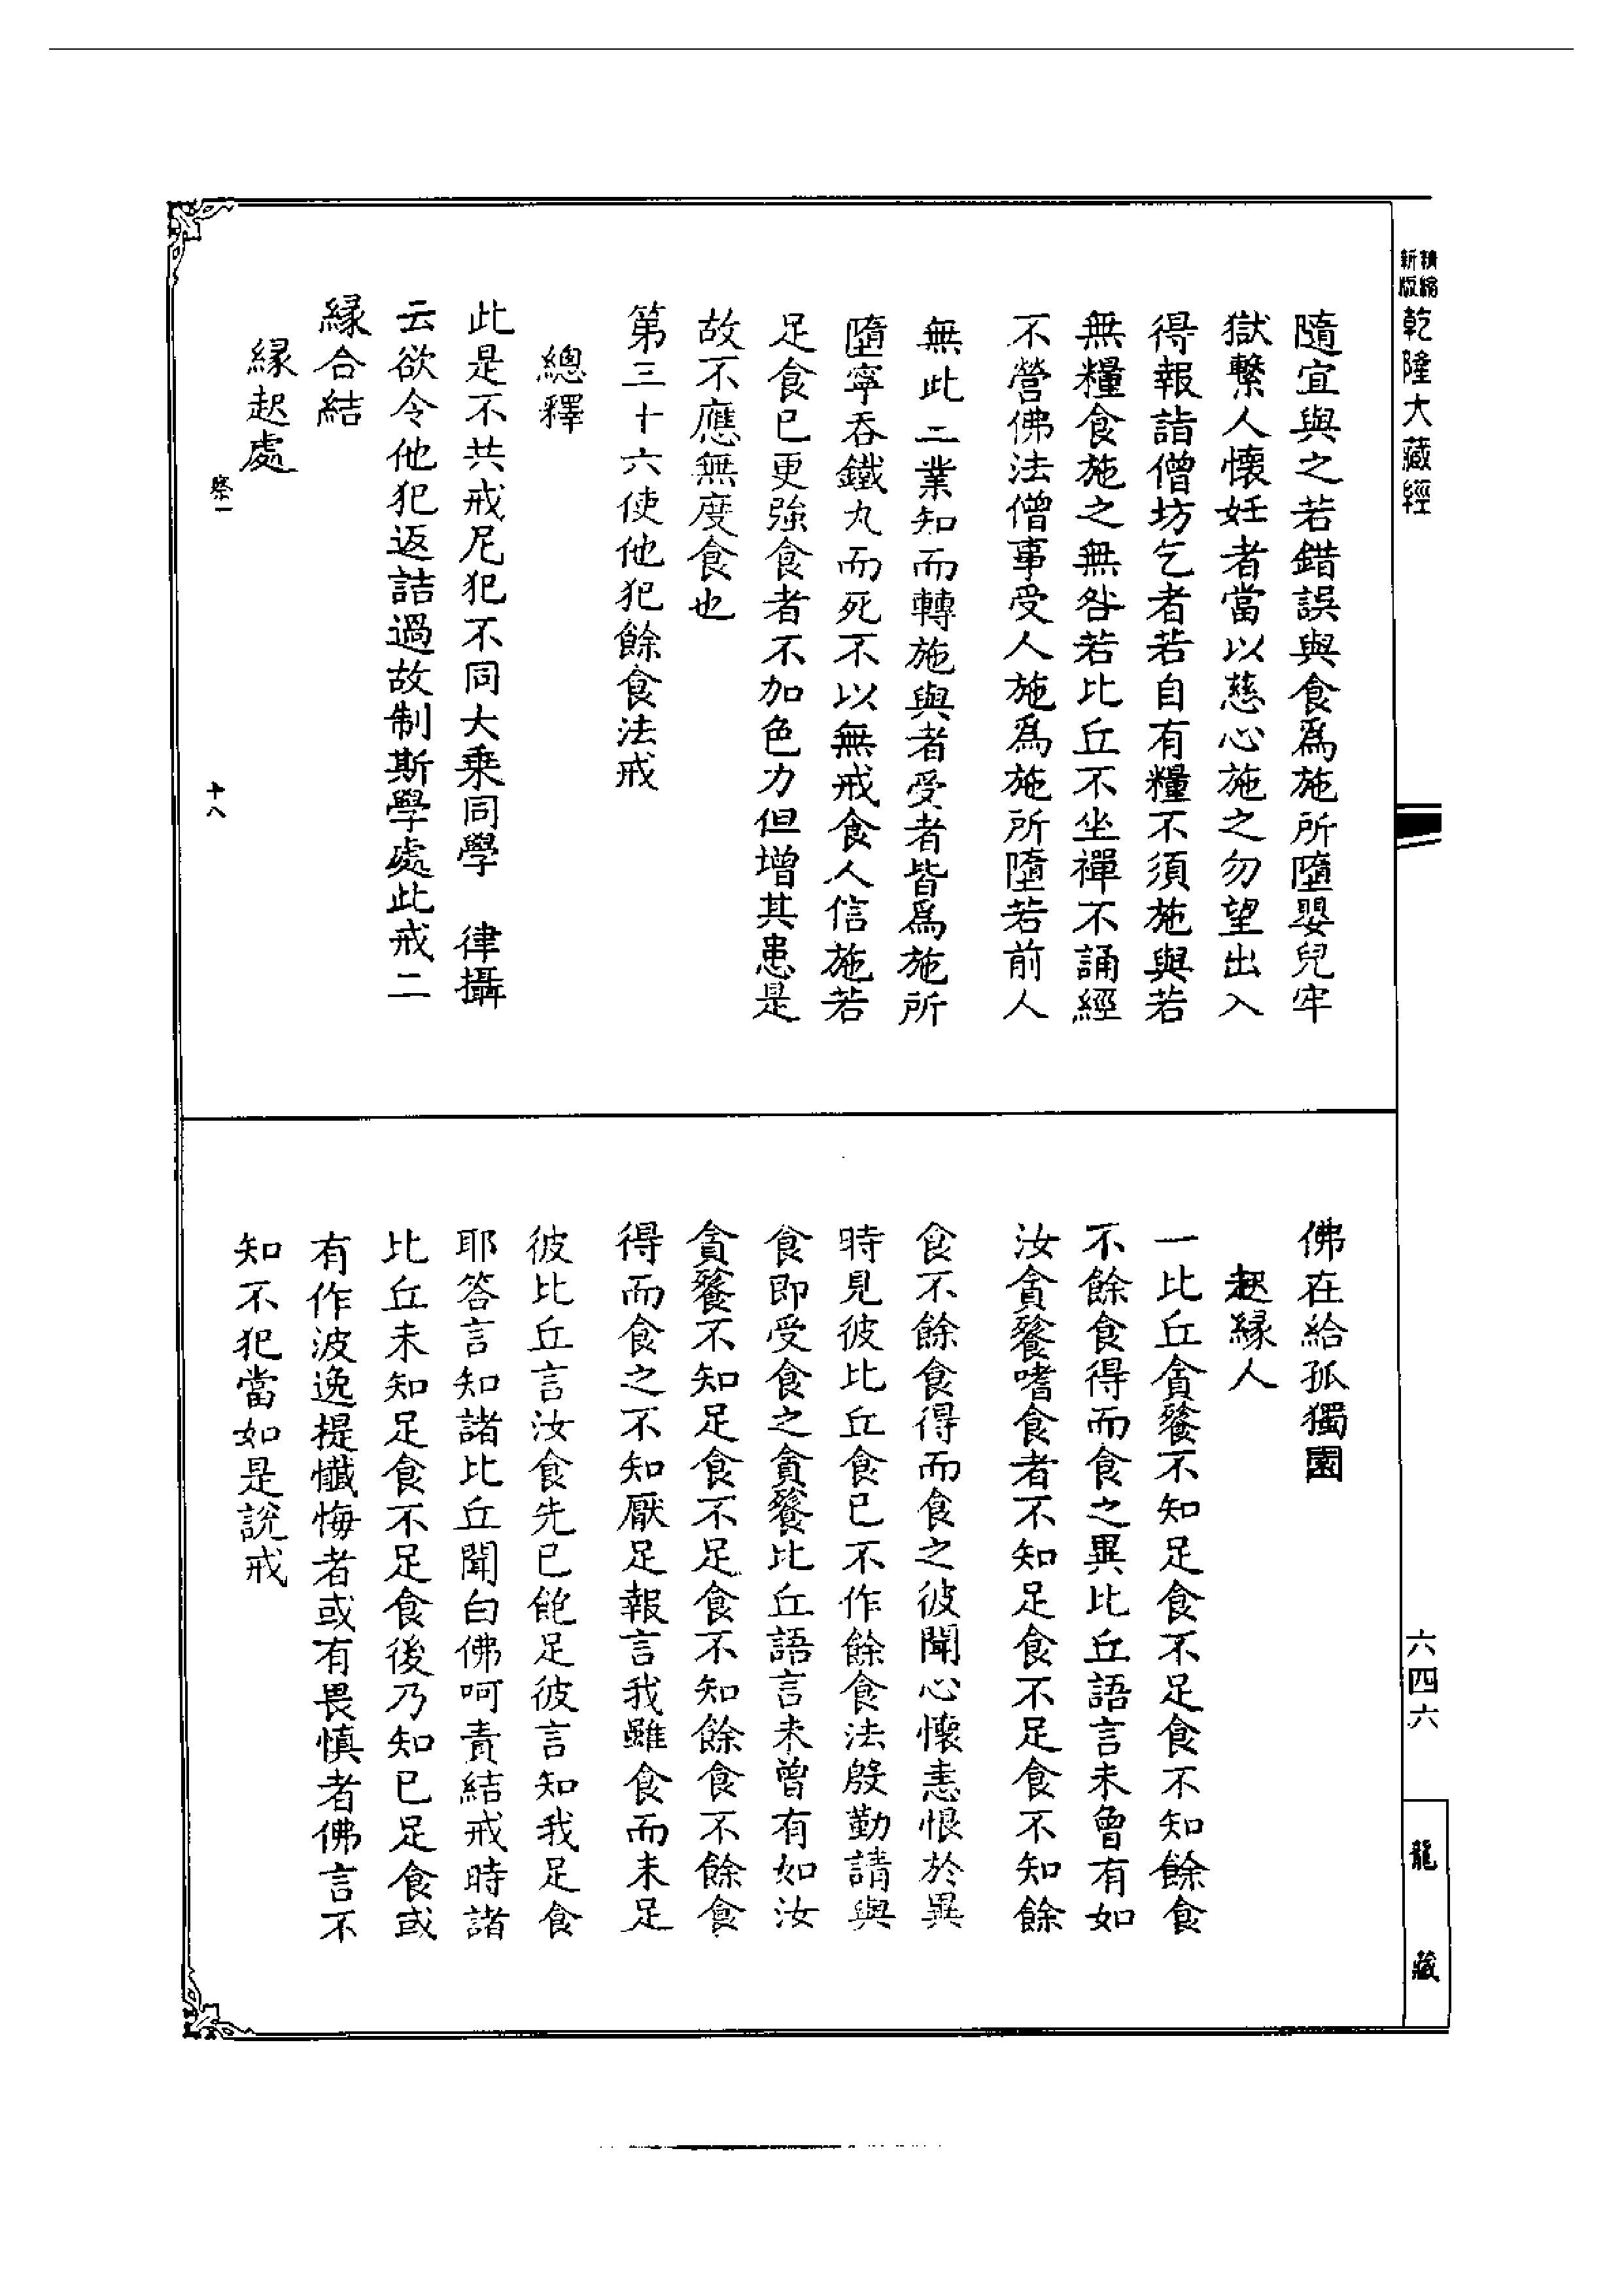 精縮新版乾隆大藏經
隨宜與之若錯誤與食爲施所墮嬰兒牢
獄繫人懷妊者當以慈心施之勿望出入
得報詣僧坊乞者若自有糧不須施與若
無糧食施之無咎若比丘不坐禪不誦經
不營佛法僧事受人施爲施所墮若前人
無此二業知而轉施與者受者皆爲施所
墮寧吞鐵九而死不以無戒食人信施若
足食已更強食者不加色力但增其患是
故不應無度食也
第三十六使他犯餘食法戒
總釋
此是不共戒尼犯不同大乘同學 律攝
云欲令他犯返詰過故制斯學處此戒二
緣合結
緣起處
十八
佛在給孤獨園
起緣人
一比丘貪餮不知足食不足食不知餘食
不餘食得而食之異比丘語言未曾有如
汝貪餮嗜食者不知足食不足食不知餘
食不餘食得而食之彼聞心懷恚恨於異
時見彼比丘食已不作餘食法殷勤請與
食即受食之貪餮比丘語言未曾有如汝
貪餮不知足食不足食不知餘食不餘食
得而食之不知厭足報言我雖食而未足
彼比丘言汝食先已飽足彼言知我足食
耶答言知諸比丘聞白佛呵責結戒時諸
比丘未知足食不足食後乃知已足食或
有作波逸提懺悔者或有畏慎者佛言不
知不犯當如是說戒
六四六
龍藏